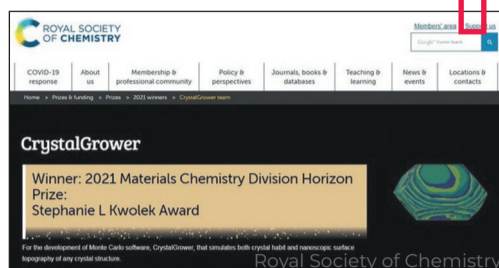 ROYAL SOCIETY
OF CHEMISTRY
Members' area
Support us
Google Custom Search
COVID-19
response
About
us
Membership &
professional community
Policy &
perspectives
Journals, books &
databases
Teaching &
learning
News &
events
Locations &
contacts
Home > Prizes & funding > Prizes > 2021 winners > CrystalGrower team
CrystalGrower
Winner: 2021 Materials Chemistry Division Horizon
Prize:
Stephanie L Kwolek Award
For the development of Monte Carlo software, CrystalGrower, that simulates both crystal habit and nanoscopic surface
topography of any crystal structure.
Royal Society of Chemistry